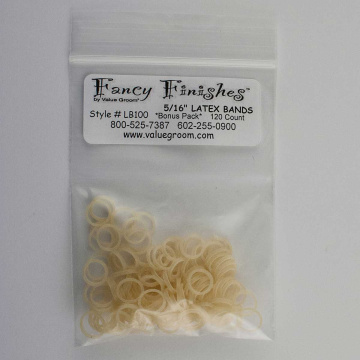 Fancy Finishes™
by Value Groom®
5/16" LATEX BANDS
Style # LB100 "Bonus Pack" 120 Count
800-525-7387 602-255-0900
www.valuegroom.com